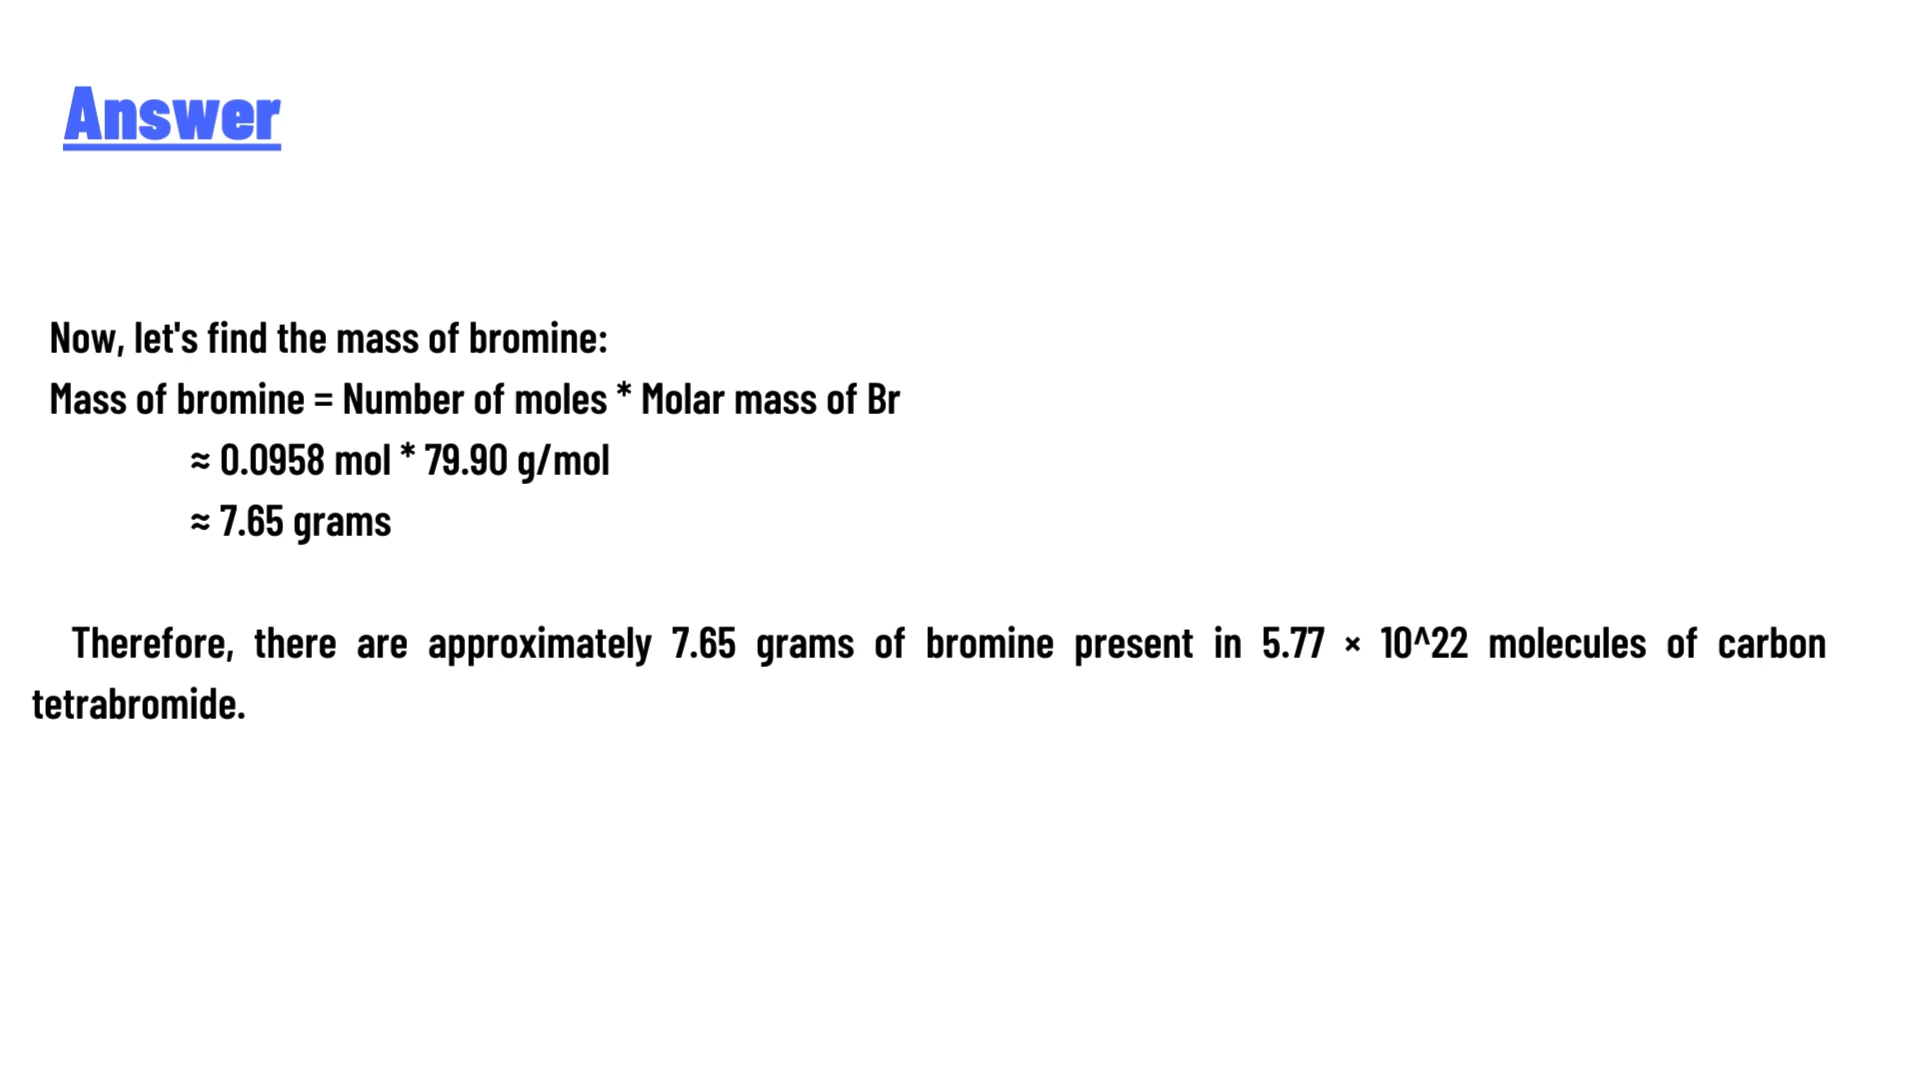 Answer
Now, let's find the mass of bromine:
Mass of bromine = Number of moles * Molar mass of Br
≈ 0.0958 mol * 79.90 g/mol
≈ 7.65 grams
Therefore, there are approximately 7.65 grams of bromine present in 5.77 × 10^22 molecules of carbon
tetrabromide.